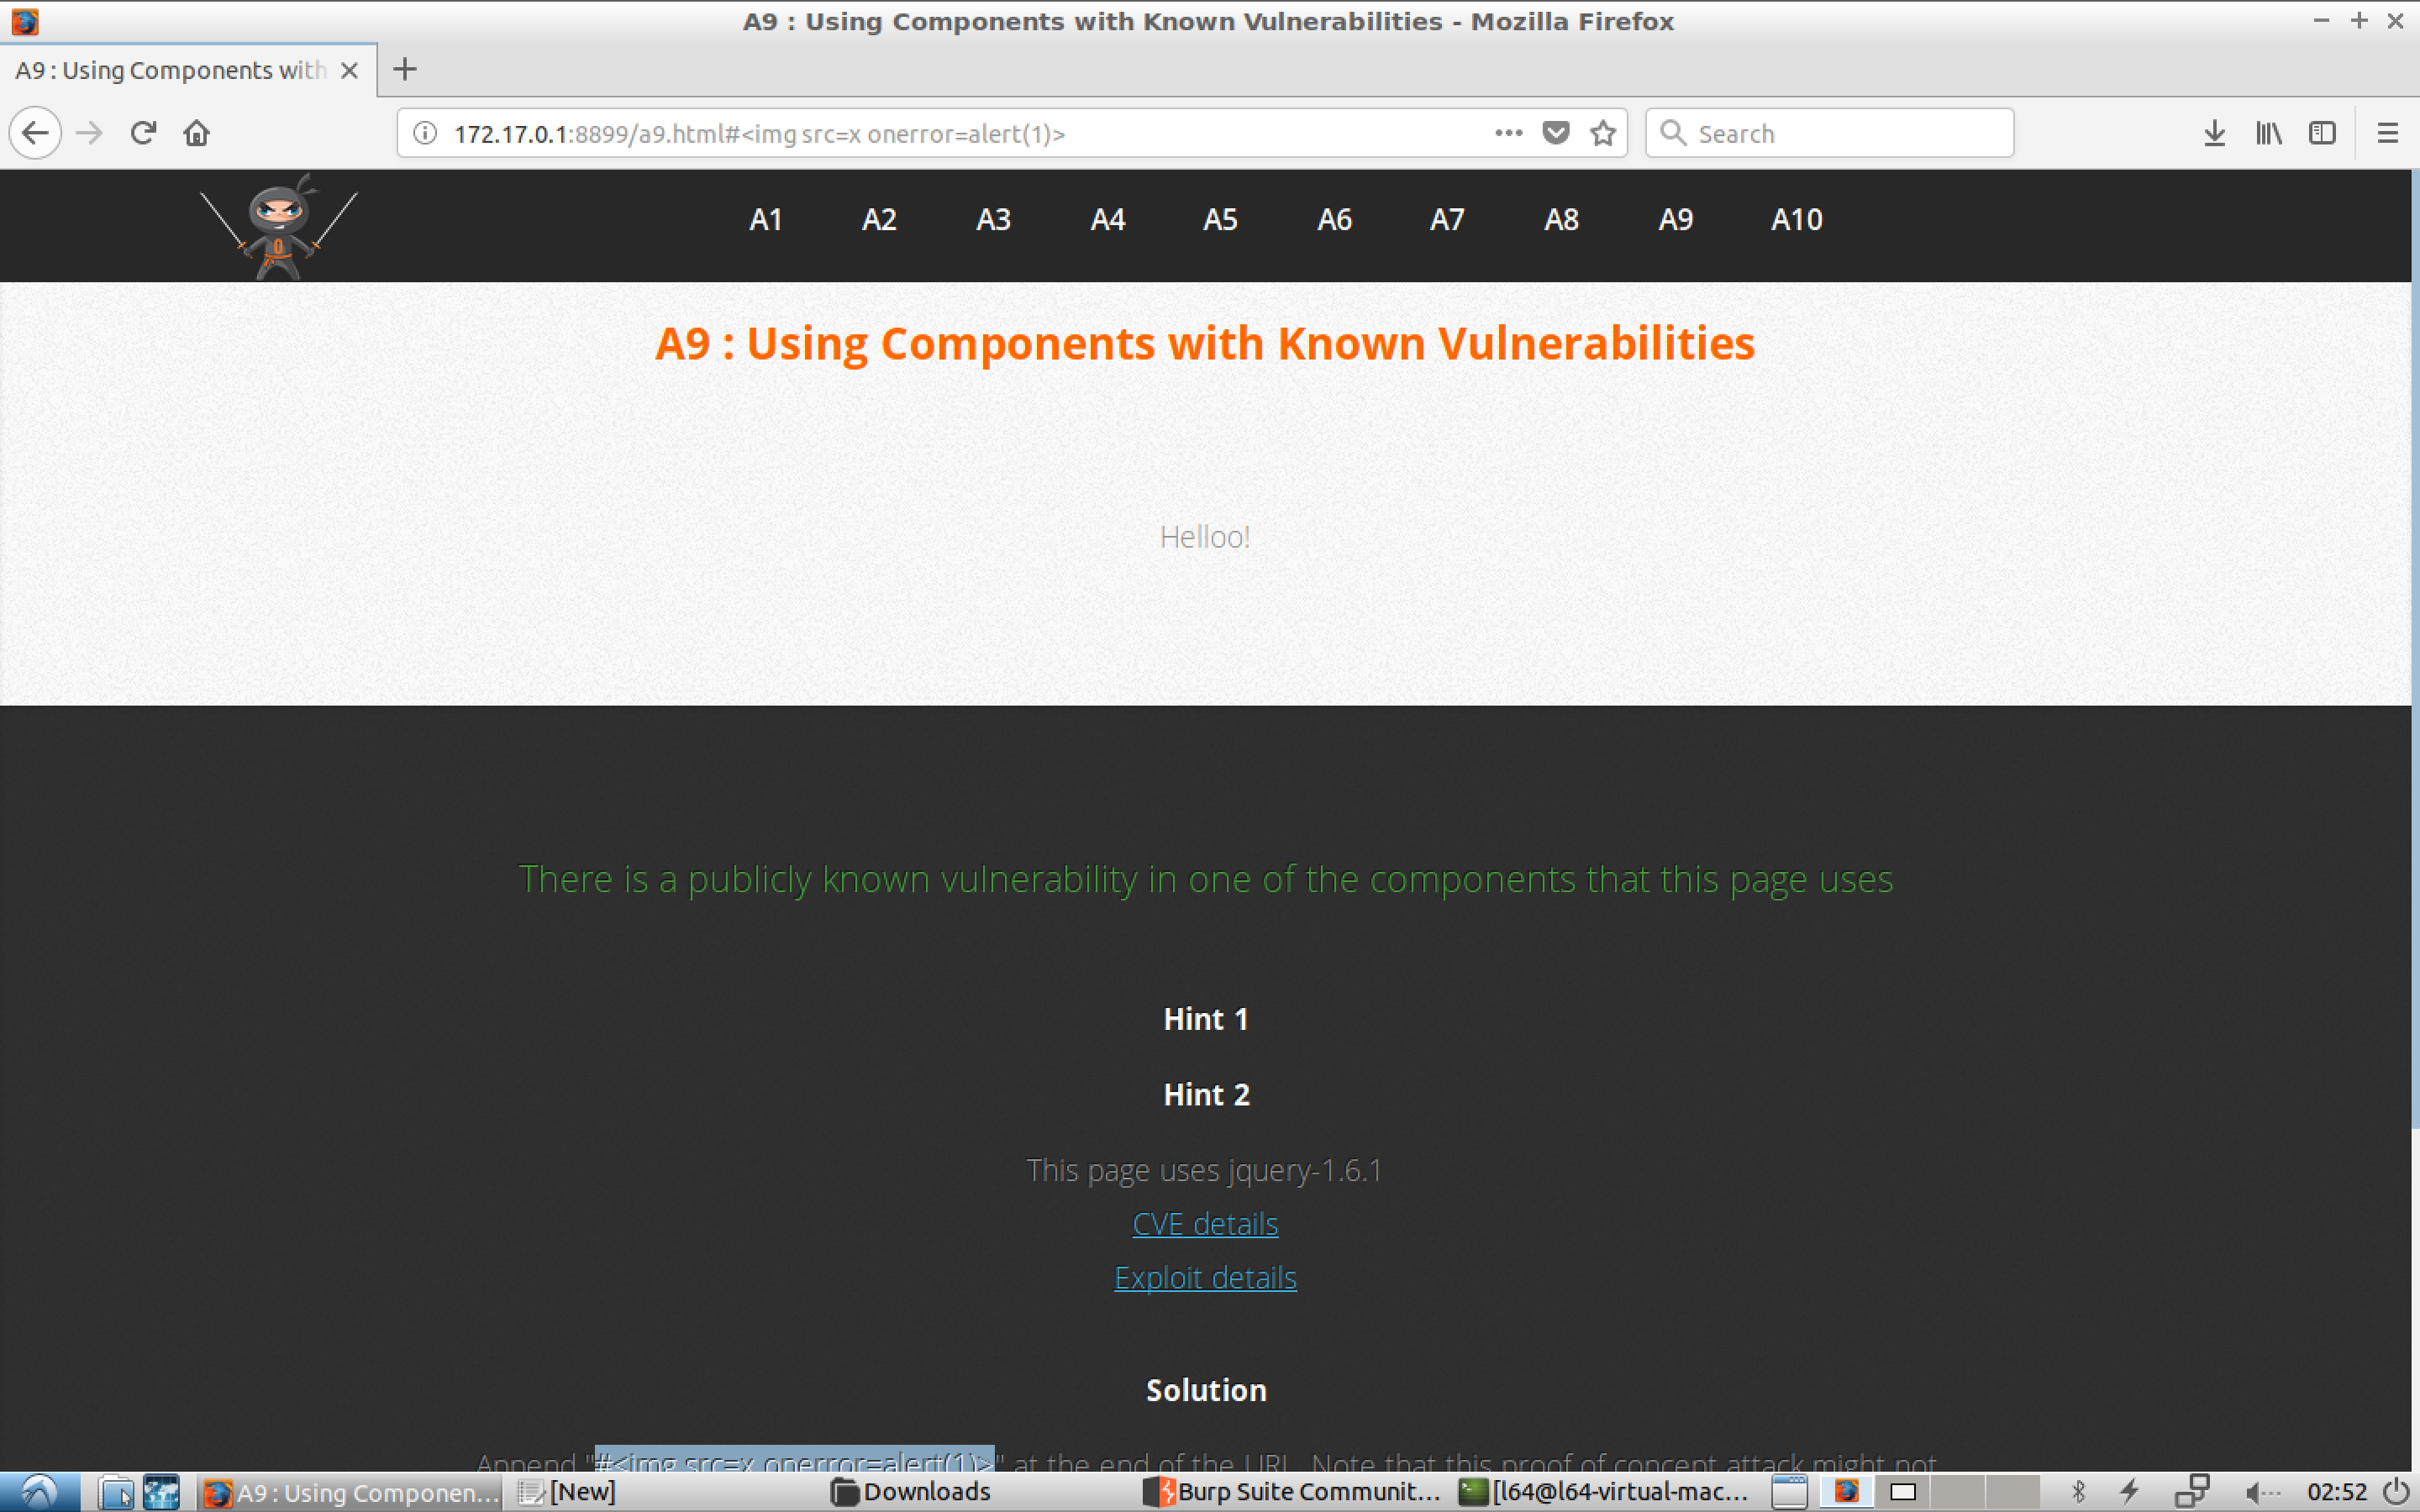 A9 : Using Components with Known Vulnerabilities - Mozilla Firefox
A9 : Using Components with
172.17.0.1:8899/a9.html#<img src=x onerror=alert(1)>
Search
A1 A2 A3 A4 A5 A6 A7 A8 A9 A10
A9 : Using Components with Known Vulnerabilities
Helloo!
There is a publicly known vulnerability in one of the components that this page uses
Hint 1
Hint 2
This page uses jquery-1.6.1
CVE details
Exploit details
Solution
Append "#<img src=x onerror=alert(1)>" at the end of the URL. Note that this proof of concept attack might not
A9 : Using Componen... [New] Downloads Burp Suite Communit... [l64@l64-virtual-mac... 02:52